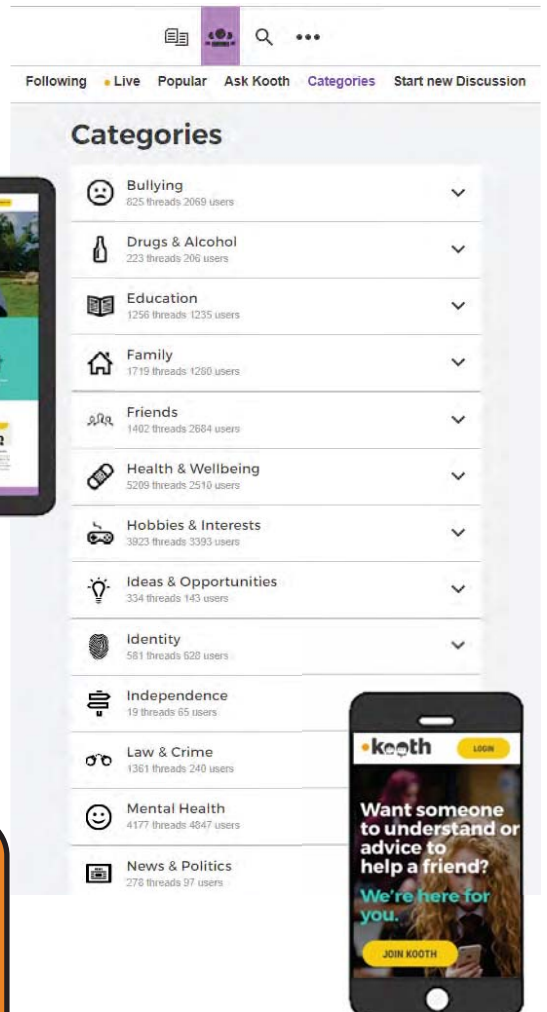 Following • Live Popular Ask Kooth Categories Start new Discussion
Categories
Bullying
825 threads 2069 users
Drugs & Alcohol
223 threads 206 users
Education
1256 threads 1235 users
Family
1719 threads 1280 users
Friends
1402 threads 2684 users
Health & Wellbeing
5209 threads 2510 users
Hobbies & Interests
3923 threads 3393 users
Ideas & Opportunities
334 threads 143 users
Identity
581 threads 628 users
Independence
19 threads 65 users
Law & Crime
1361 threads 240 users
Mental Health
4177 threads 4847 users
News & Politics
278 threads 97 users
kooth
LOGIN
Want someone
to understand or
advice to
help a friend?
We're here for
you.
JOIN KOOTH